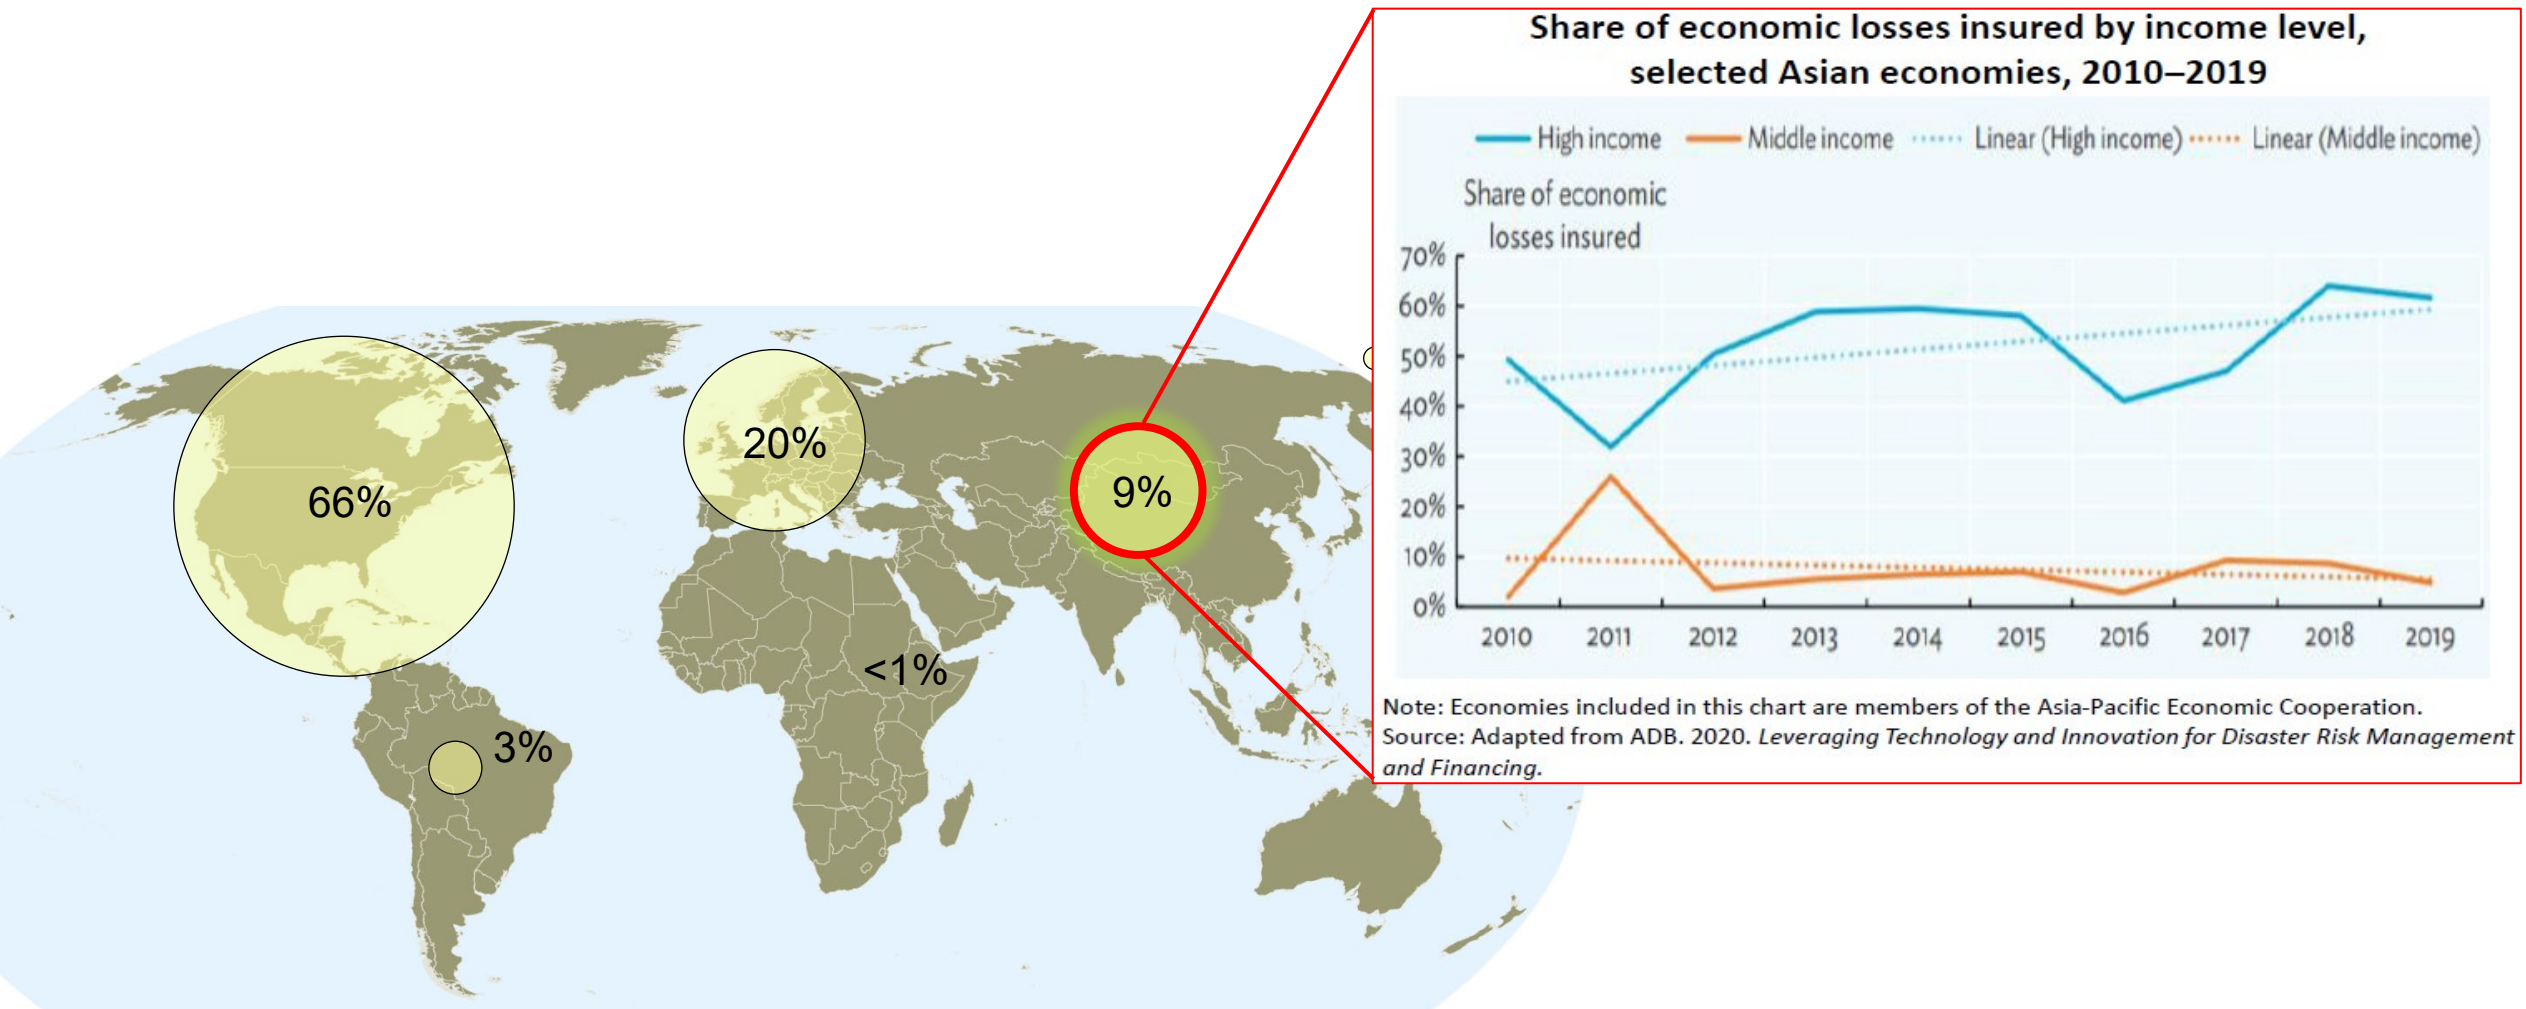 66%
20%
9%
<1%
3%
Share of economic losses insured by income level,
selected Asian economies, 2010–2019
High income Middle income Linear (High income) Linear (Middle income)
Share of economic
losses insured
70%
60%
50%
40%
30%
20%
10%
0%
2010 2011 2012 2013 2014 2015 2016 2017 2018 2019
Note: Economies included in this chart are members of the Asia-Pacific Economic Cooperation.
Source: Adapted from ADB. 2020. Leveraging Technology and Innovation for Disaster Risk Management
and Financing.